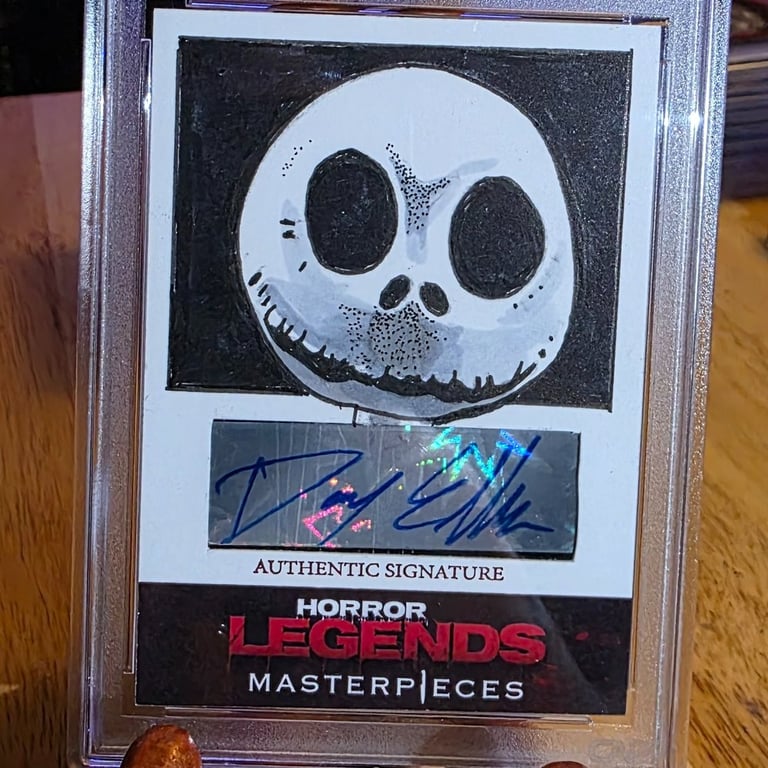 AUTHENTIC SIGNATURE
HORROR
LEGENDS
MASTERPIECES